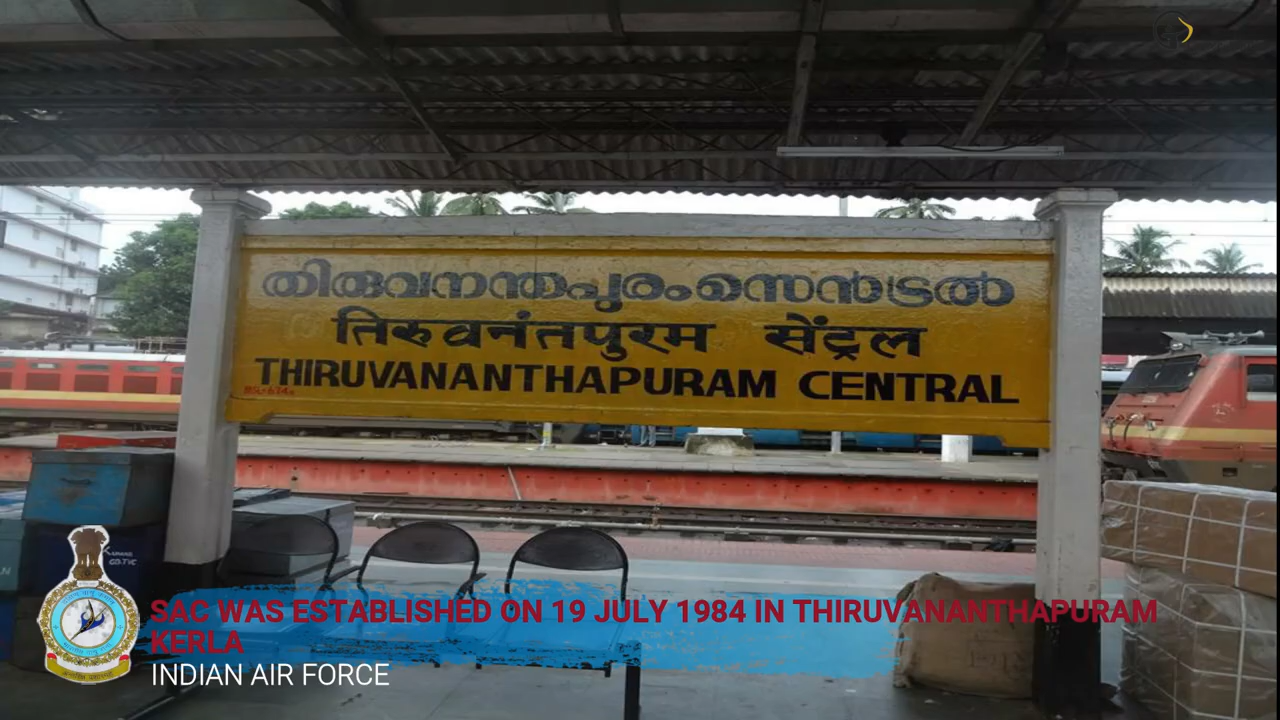 തിരുവനന്തപുരം സെൻട്രൽ
तिरुवनंतपुरम सेंट्रल
THIRUVANANTHAPURAM CENTRAL
SAC WAS ESTABLISHED ON 19 JULY 1984 IN THIRUVANANTHAPURAM
KERLA
INDIAN AIR FORCE